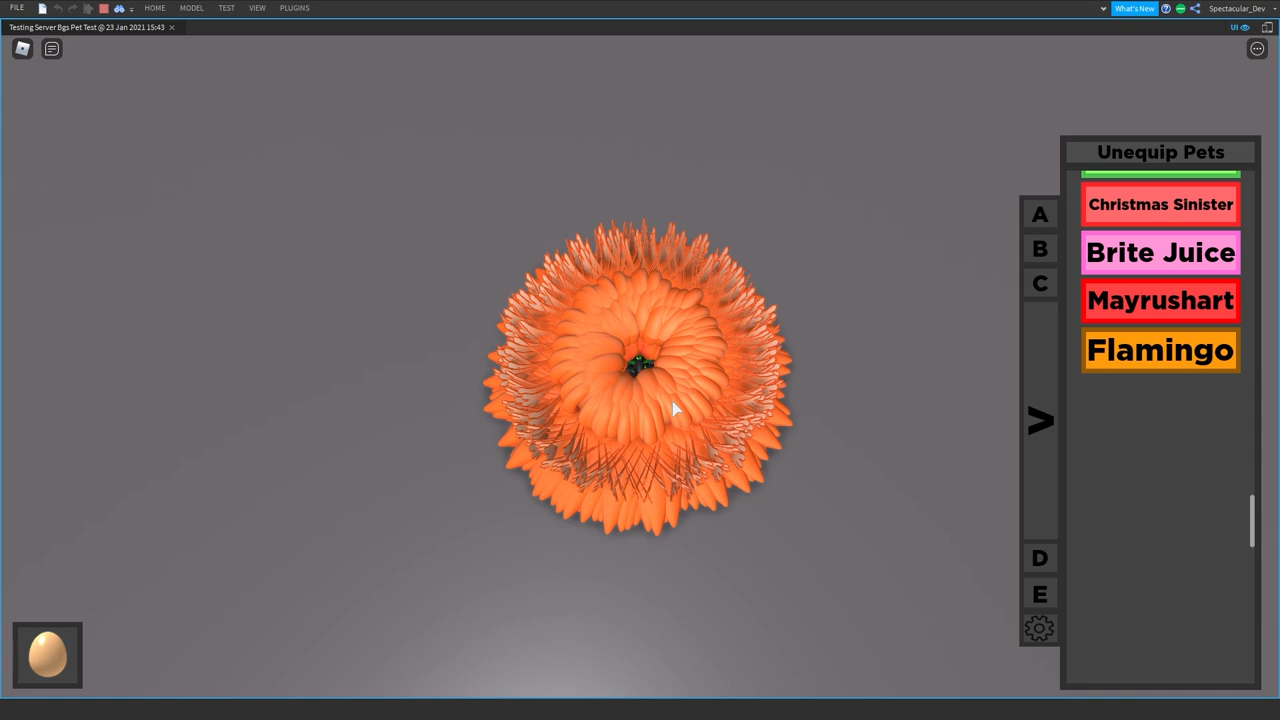 FILE
HOME
MODEL
TEST
VIEW
PLUGINS
What's New
Spectacular_Dev
Testing Server Bgs Pet Test @ 23 Jan 2021 15:43
UI
Unequip Pets
Christmas Sinister
Brite Juice
Mayrushart
Flamingo
A
B
C
>
D
E